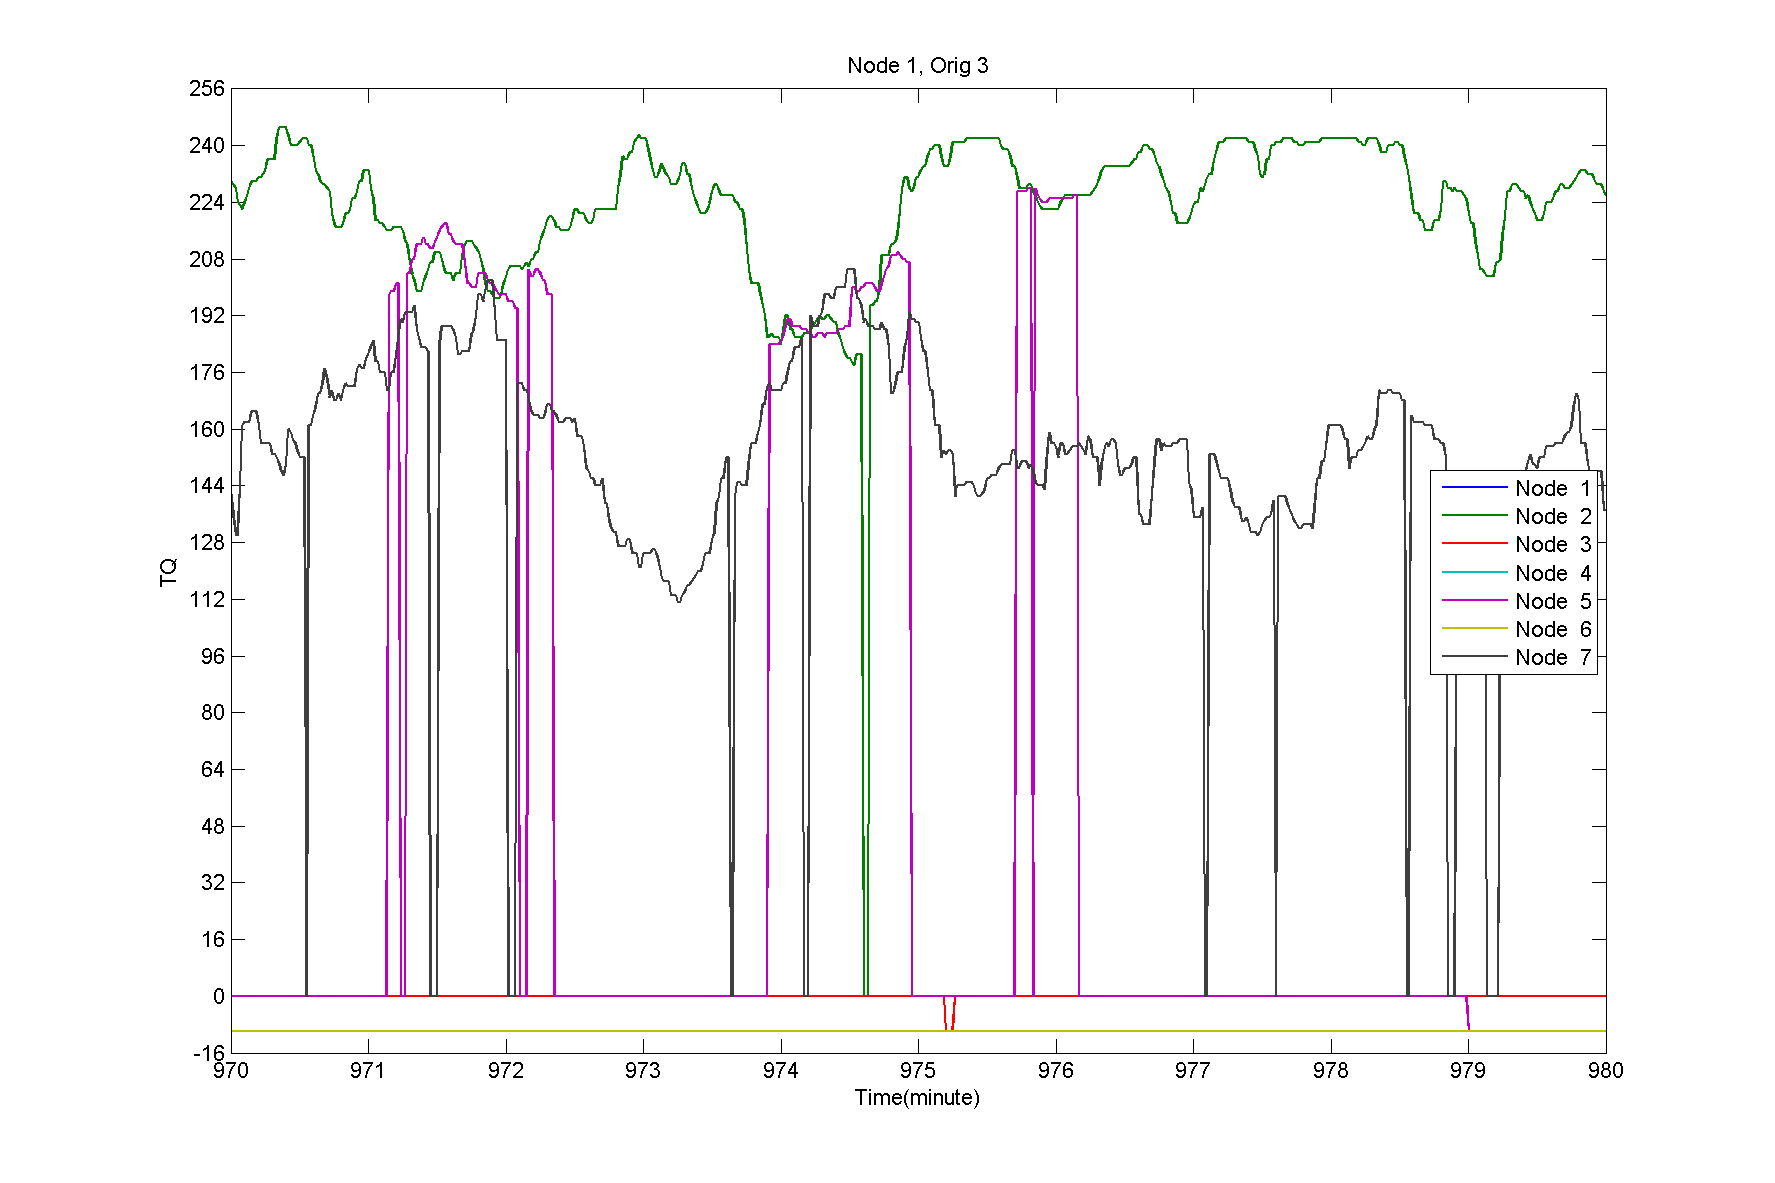 Node 1, Orig 3
256
240
224
208
192
176
160
144
128
112
96
80
64
48
32
16
0
-16
TQ
Node 1
Node 2
Node 3
Node 4
Node 5
Node 6
Node 7
970 971 972 973 974 975 976 977 978 979 980
Time(minute)